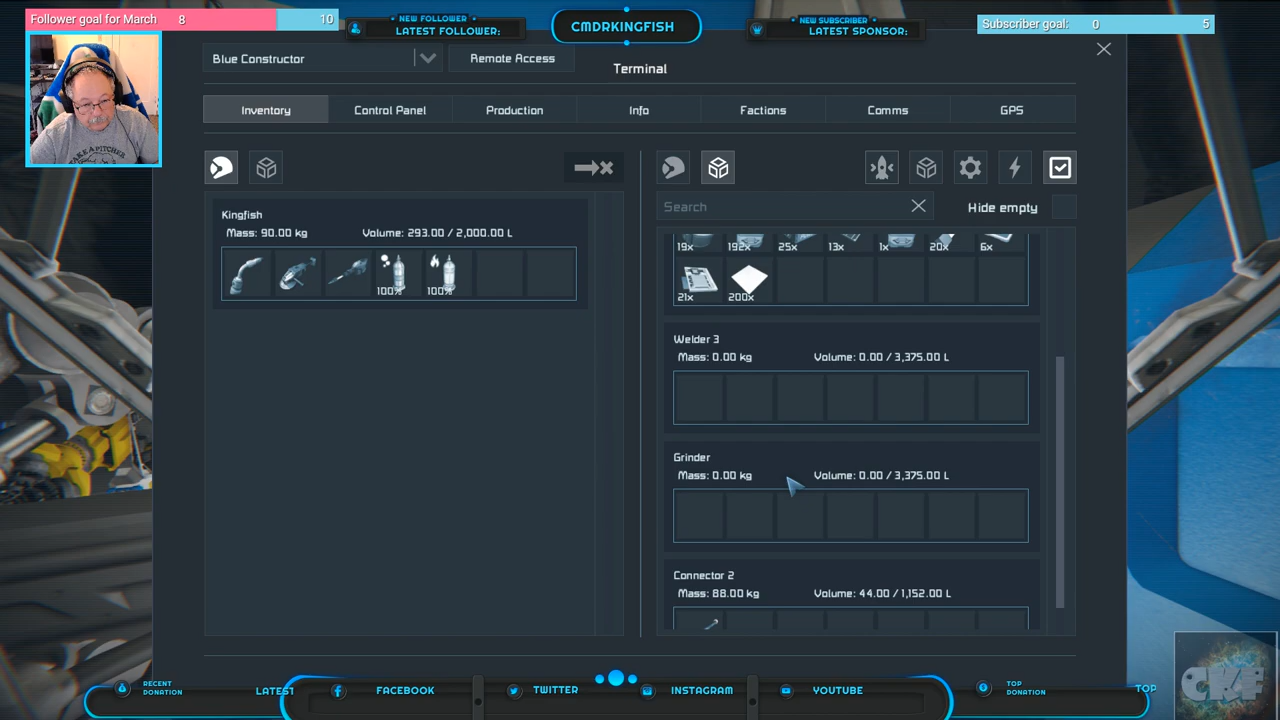 Follower goal for March 8 10
NEW FOLLOWER
LATEST FOLLOWER:
CMDRKINGFISH
NEW SUBSCRIBER
LATEST SPONSOR:
Subscriber goal: 0 5
Blue Constructor
Remote Access
Terminal
Inventory
Control Panel
Production
Info
Factions
Comms
GPS
Search
Hide empty
Kingfish
Mass: 90.00 kg
Volume: 293.00 / 2,000.00 L
100%
100%
19x
192x
25x
13x
1x
20x
6x
21x
200x
Welder 3
Mass: 0.00 kg
Volume: 0.00 / 3,375.00 L
Grinder
Mass: 0.00 kg
Volume: 0.00 / 3,375.00 L
Connector 2
Mass: 88.00 kg
Volume: 44.00 / 1,152.00 L
TAKE A PITCHER
RECENT
DONATION
LATEST
FACEBOOK
TWITTER
INSTAGRAM
YOUTUBE
TOP
DONATION
TOP
CKF